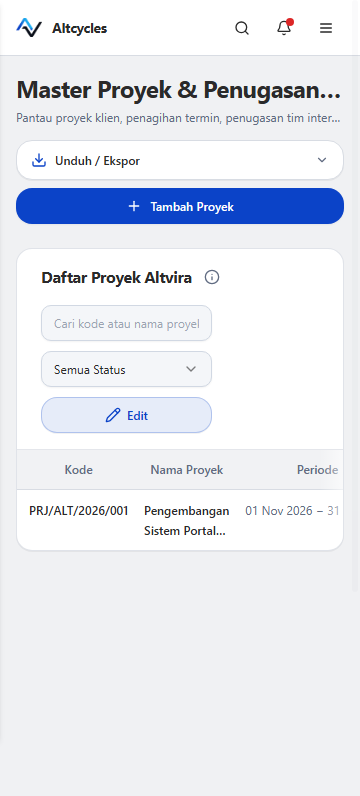 Altcycles
Master Proyek & Penugasan...
Pantau proyek klien, penagihan termin, penugasan tim inter...
Unduh / Ekspor
Tambah Proyek
Daftar Proyek Altvira
Cari kode atau nama proyel
Semua Status
Edit
Kode Nama Proyek Periode
PRJ/ALT/2026/001 Pengembangan 01 Nov 2026 – 31
Sistem Portal...